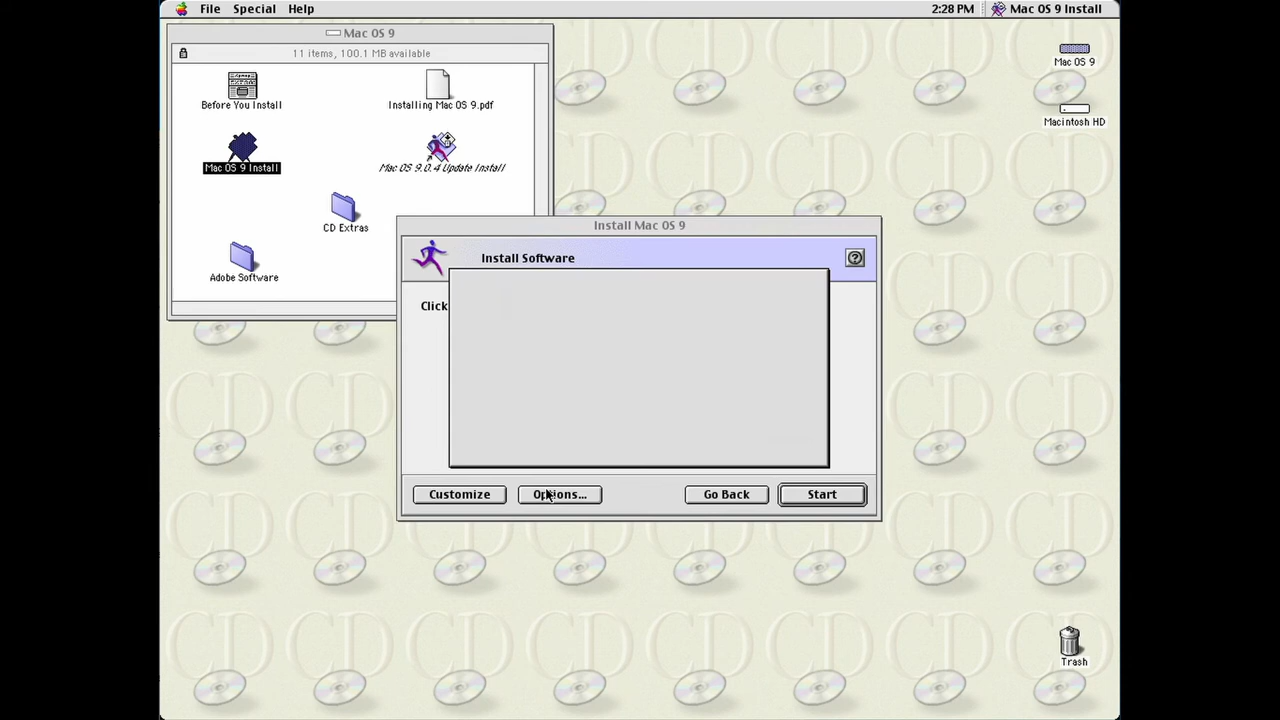 File Special Help 2:28 PM Mac OS 9 Install
Mac OS 9
11 items, 100.1 MB available
Before You Install
Installing Mac OS 9.pdf
Mac OS 9 Install
Mac OS 9.0.4 Update Install
CD Extras
Adobe Software
Mac OS 9
Macintosh HD
Install Mac OS 9
Install Software
?
Click
Customize Options... Go Back Start
Trash